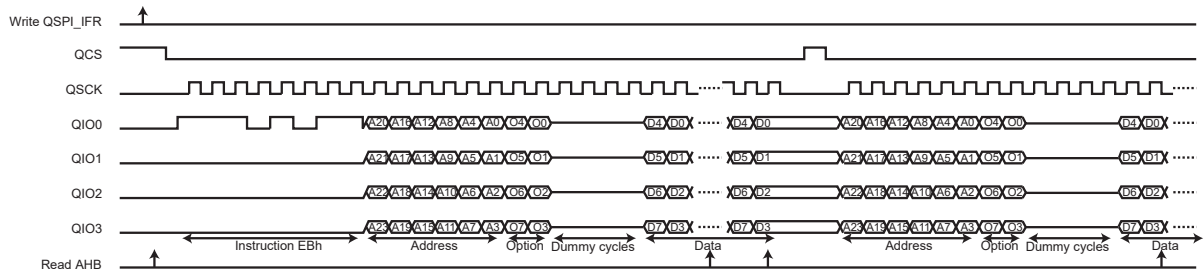 Write QSPI_IFR
QCS
QSCK
QIO0 A20 A16 A12 A8 A4 A0 O4 O0 D4 D0 D4 D0 A20 A16 A12 A8 A4 A0 O4 O0 D4 D0
QIO1 A21 A17 A13 A9 A5 A1 O5 O1 D5 D1 D5 D1 A21 A17 A13 A9 A5 A1 O5 O1 D5 D1
QIO2 A22 A18 A14 A10 A6 A2 O6 O2 D6 D2 D6 D2 A22 A18 A14 A10 A6 A2 O6 O2 D6 D2
QIO3 A23 A19 A15 A11 A7 A3 O7 O3 D7 D3 D7 D3 A23 A19 A15 A11 A7 A3 O7 O3 D7 D3
Instruction EBh Address Option Dummy cycles Data Address Option Dummy cycles Data
Read AHB